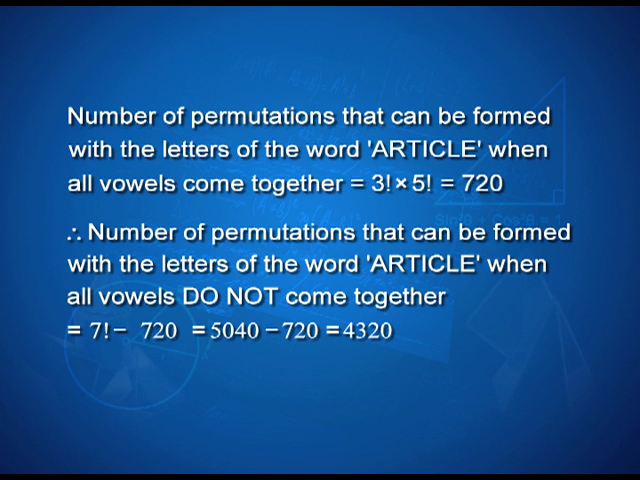 Number of permutations that can be formed
with the letters of the word 'ARTICLE' when
all vowels come together = 3! × 5! = 720
∴ Number of permutations that can be formed
with the letters of the word 'ARTICLE' when
all vowels DO NOT come together
= 7! − 720 = 5040 − 720 = 4320